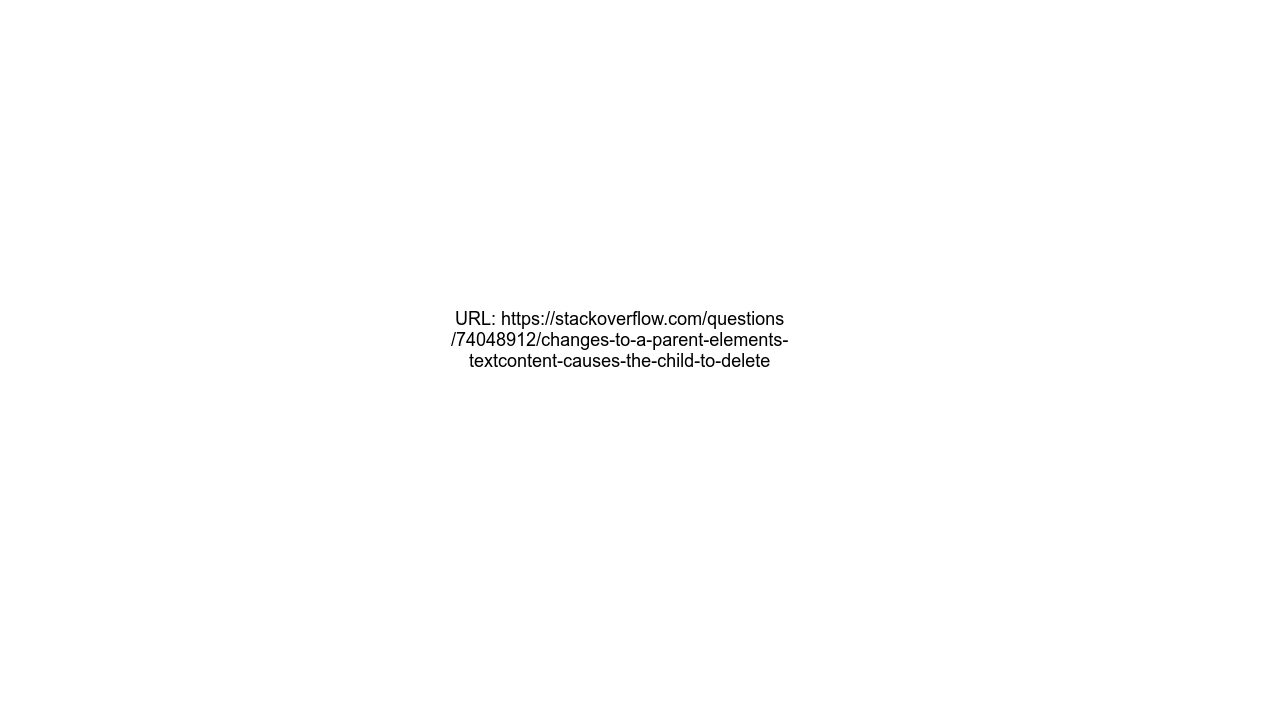 URL: https://stackoverflow.com/questions
/74048912/changes-to-a-parent-elements-
textcontent-causes-the-child-to-delete